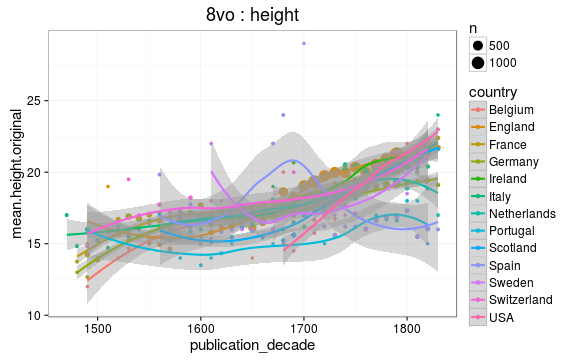 8vo : height
mean.height.original
25
20
15
10
1500
1600
1700
1800
publication_decade
n
500
1000
country
Belgium
England
France
Germany
Ireland
Italy
Netherlands
Portugal
Scotland
Spain
Sweden
Switzerland
USA